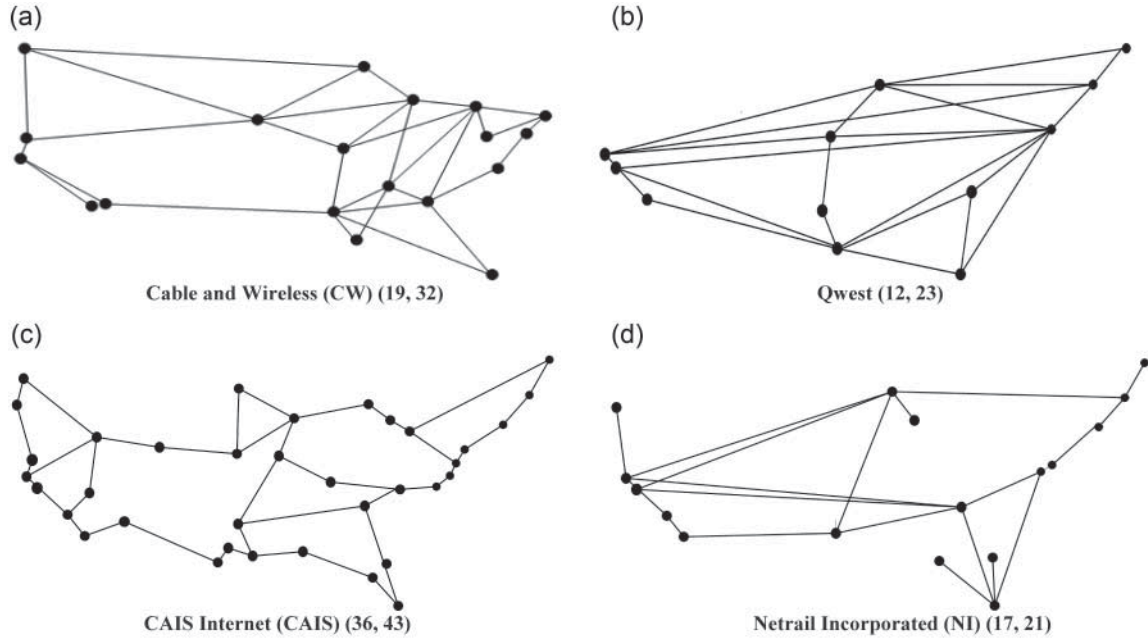 (a)
(b)
Cable and Wireless (CW) (19, 32)
Qwest (12, 23)
(c)
(d)
CAIS Internet (CAIS) (36, 43)
Netrail Incorporated (NI) (17, 21)